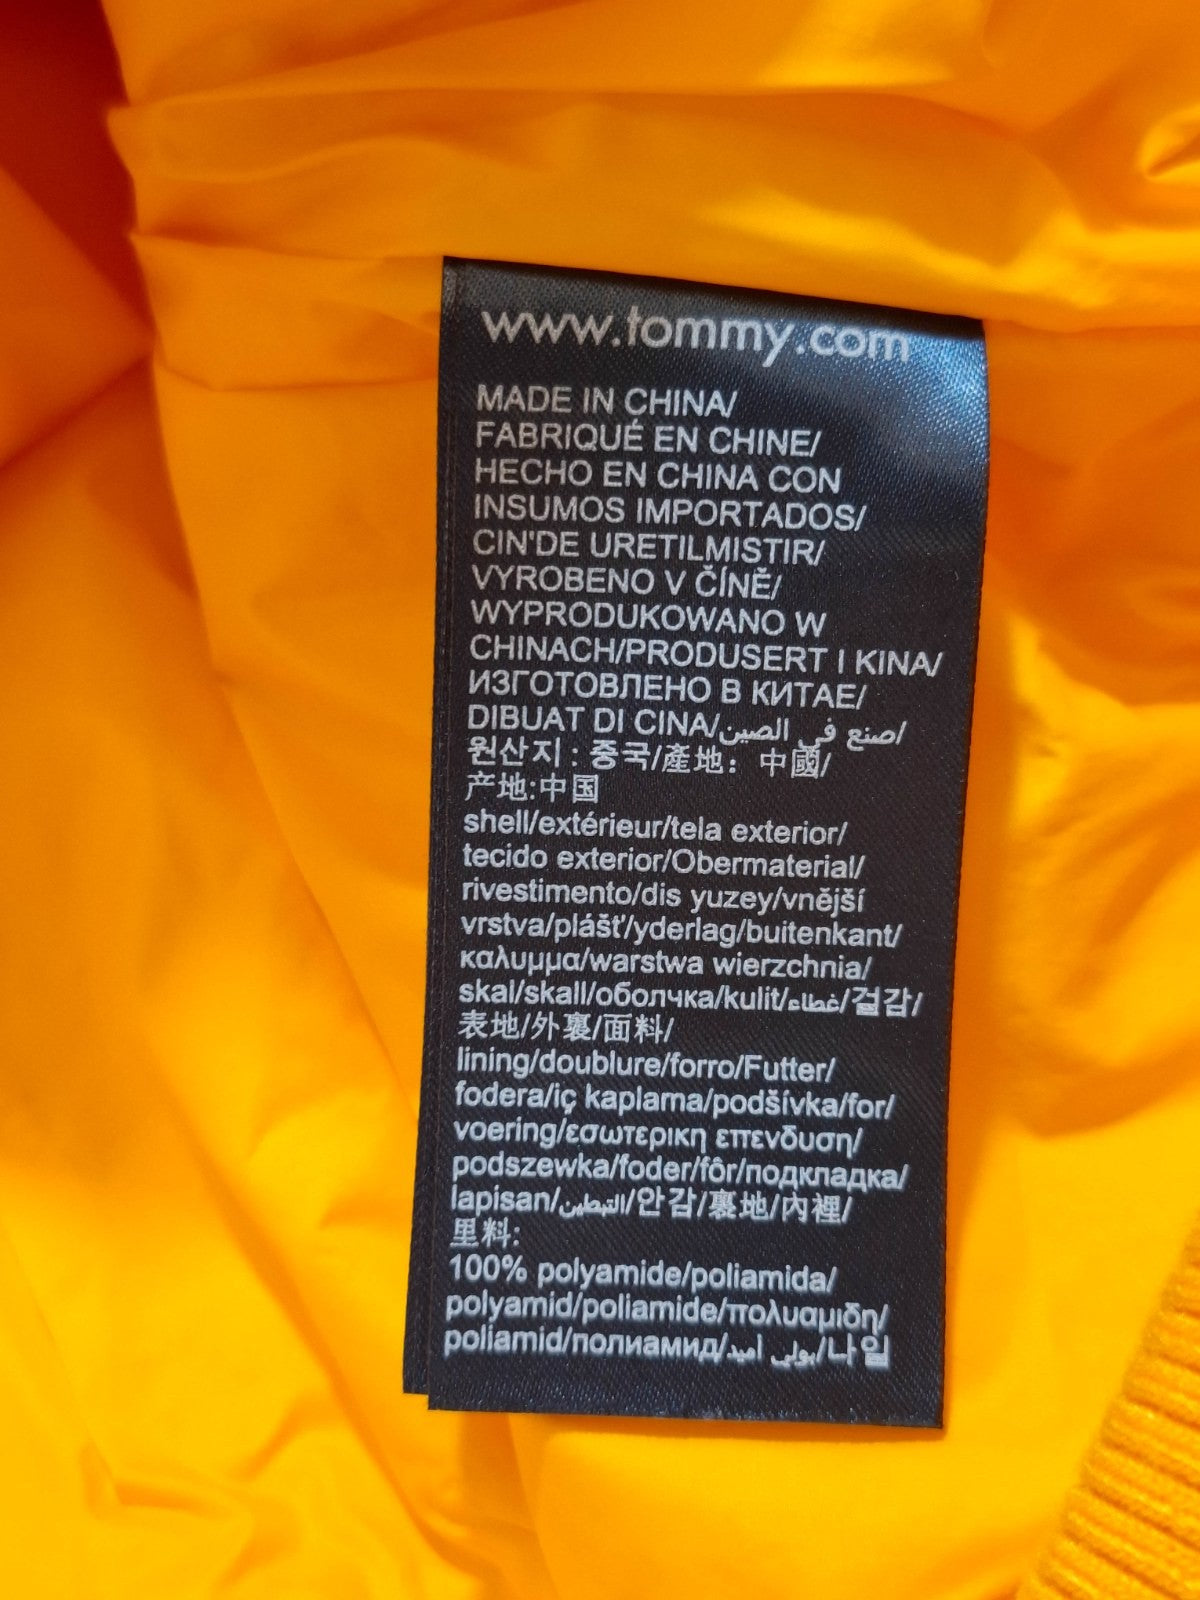 www.tommy.com
MADE IN CHINA/
FABRIQUÉ EN CHINE/
HECHO EN CHINA CON
INSUMOS IMPORTADOS/
CIN'DE URETILMISTIR/
VYROBENO V ČÍNĚ/
WYPRODUKOWANO W
CHINACH/PRODUSERT I KINA/
ИЗГОТОВЛЕНО В КИТАЕ/
DIBUAT DI CINA/صنع في الصين/
원산지 : 중국/產地：中國/
产地:中国
shell/extérieur/tela exterior/
tecido exterior/Obermaterial/
rivestimento/dis yuzey/vnější
vrstva/plášť/yderlag/buitenkant/
καλυμμα/warstwa wierzchnia/
skal/skall/оболчка/kulit/غطاء/겉감/
表地/外裏/面料/
lining/doublure/forro/Futter/
fodera/iç kaplama/podšívka/for/
voering/εσωτερικη επενδυση/
podszewka/foder/fôr/подкладка/
lapisan/التبطين/안감/裏地/內裡/
里料:
100% polyamide/poliamida/
polyamid/poliamide/πολυαμιδη/
poliamid/полиамид/بولي أميد/나일